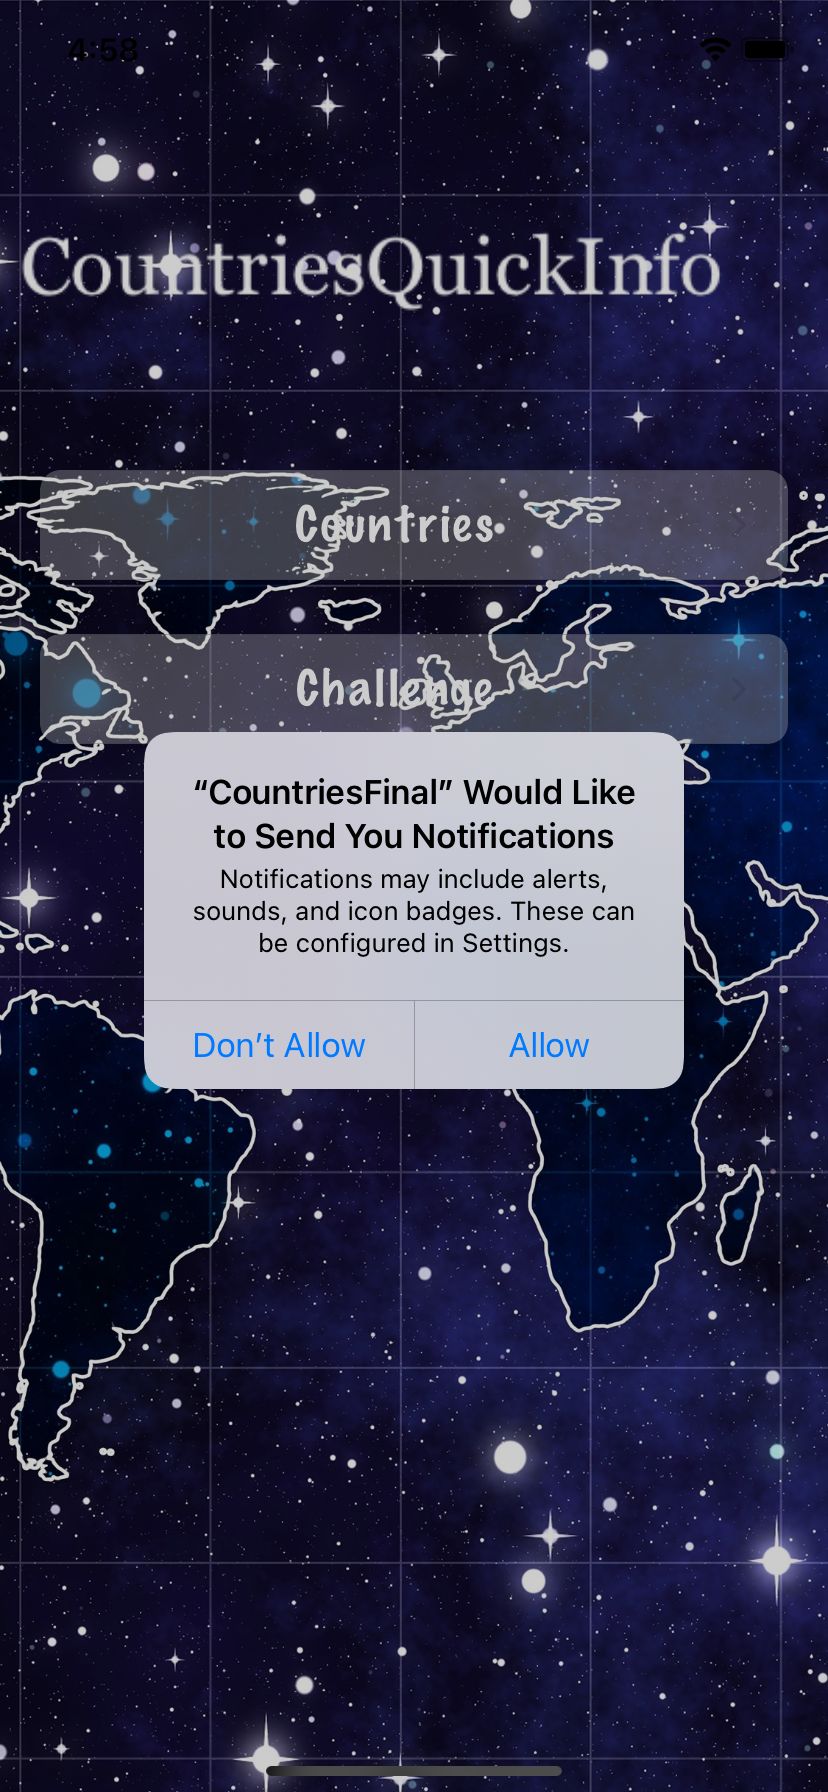 4:58
CountriesQuickInfo
Countries
Challenge
“CountriesFinal” Would Like
to Send You Notifications
Notifications may include alerts,
sounds, and icon badges. These can
be configured in Settings.
Don’t Allow
Allow